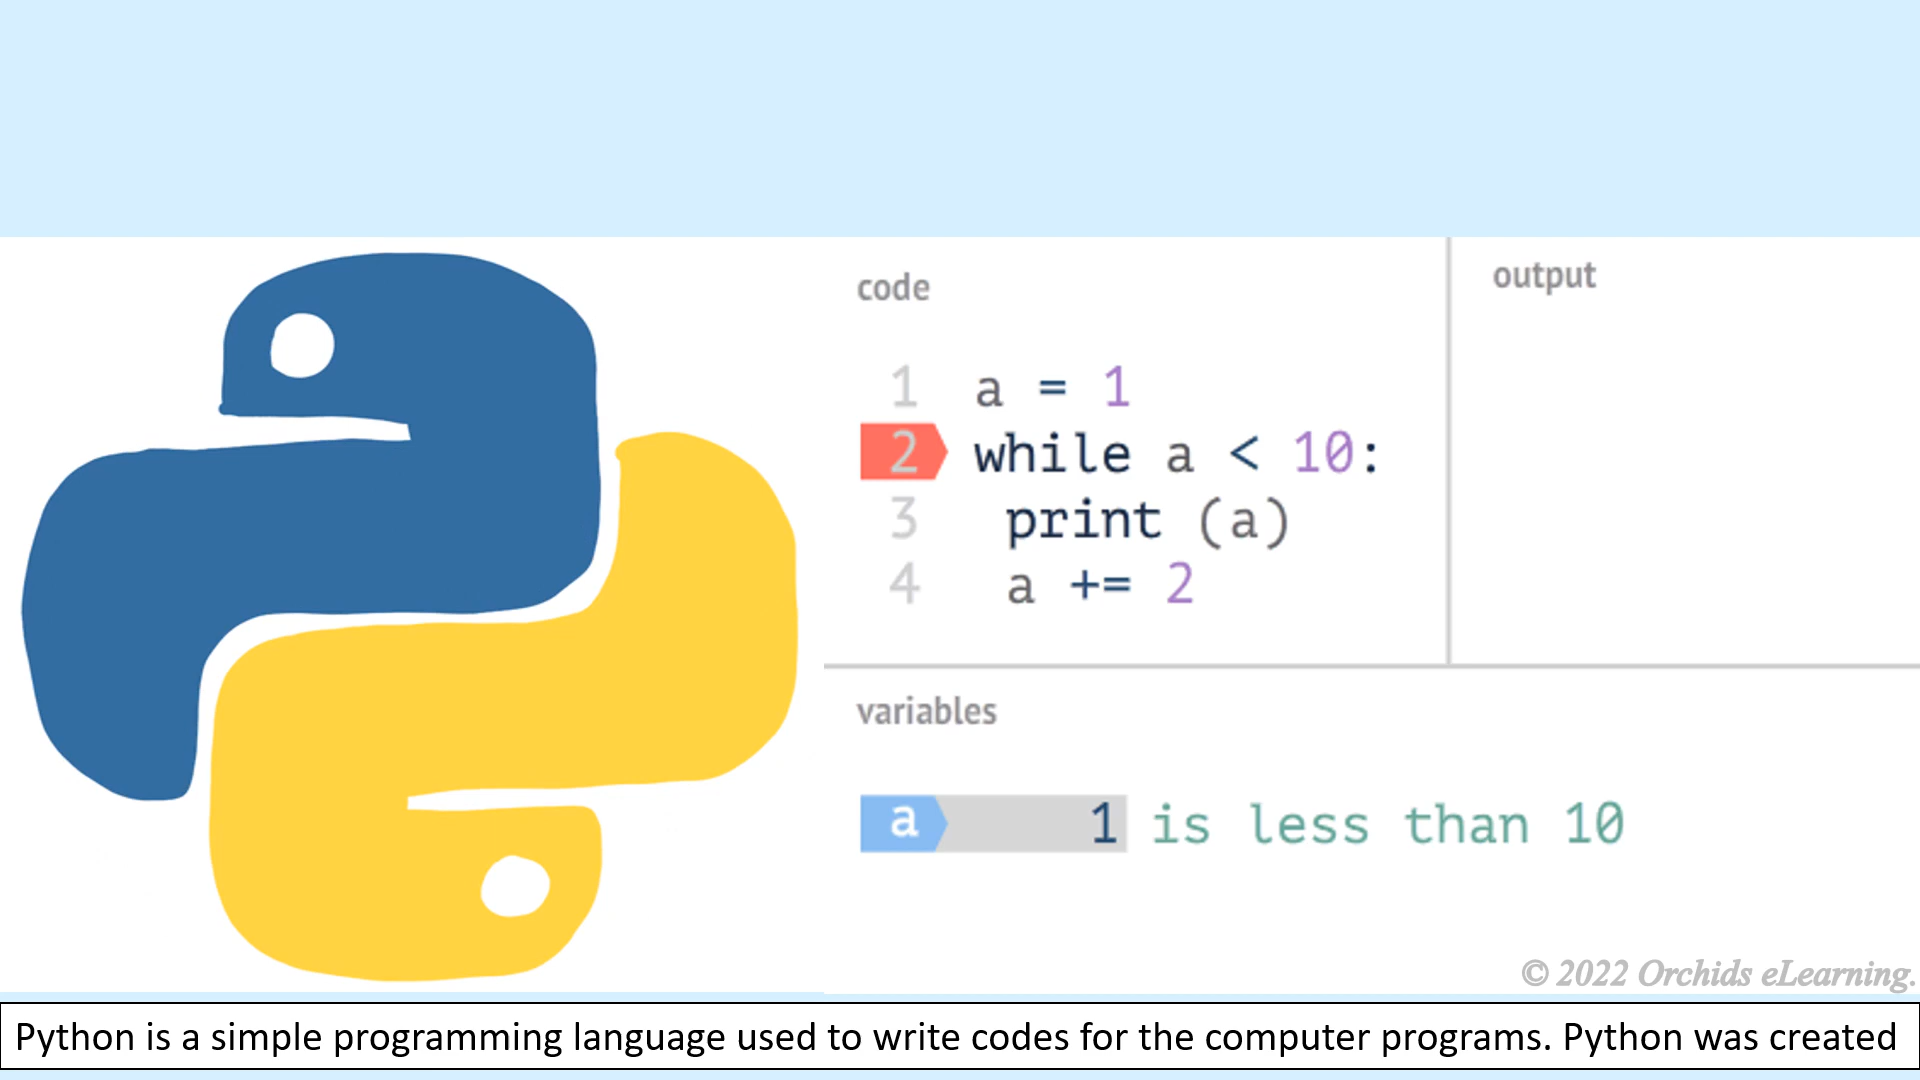 code
1 a = 1
2 while a < 10:
3 print (a)
4 a += 2
output
variables
a 1 is less than 10
© 2022 Orchids eLearning.
Python is a simple programming language used to write codes for the computer programs. Python was created